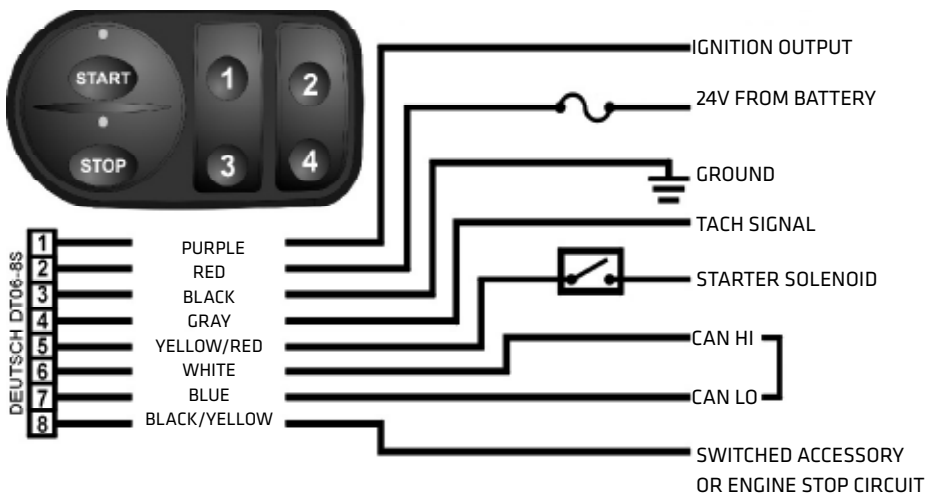 START
STOP
1
2
3
4
IGNITION OUTPUT
24V FROM BATTERY
GROUND
TACH SIGNAL
STARTER SOLENOID
CAN HI
CAN LO
SWITCHED ACCESSORY
OR ENGINE STOP CIRCUIT
DEUTSCH DT06-8S
1 PURPLE
2 RED
3 BLACK
4 GRAY
5 YELLOW/RED
6 WHITE
7 BLUE
8 BLACK/YELLOW